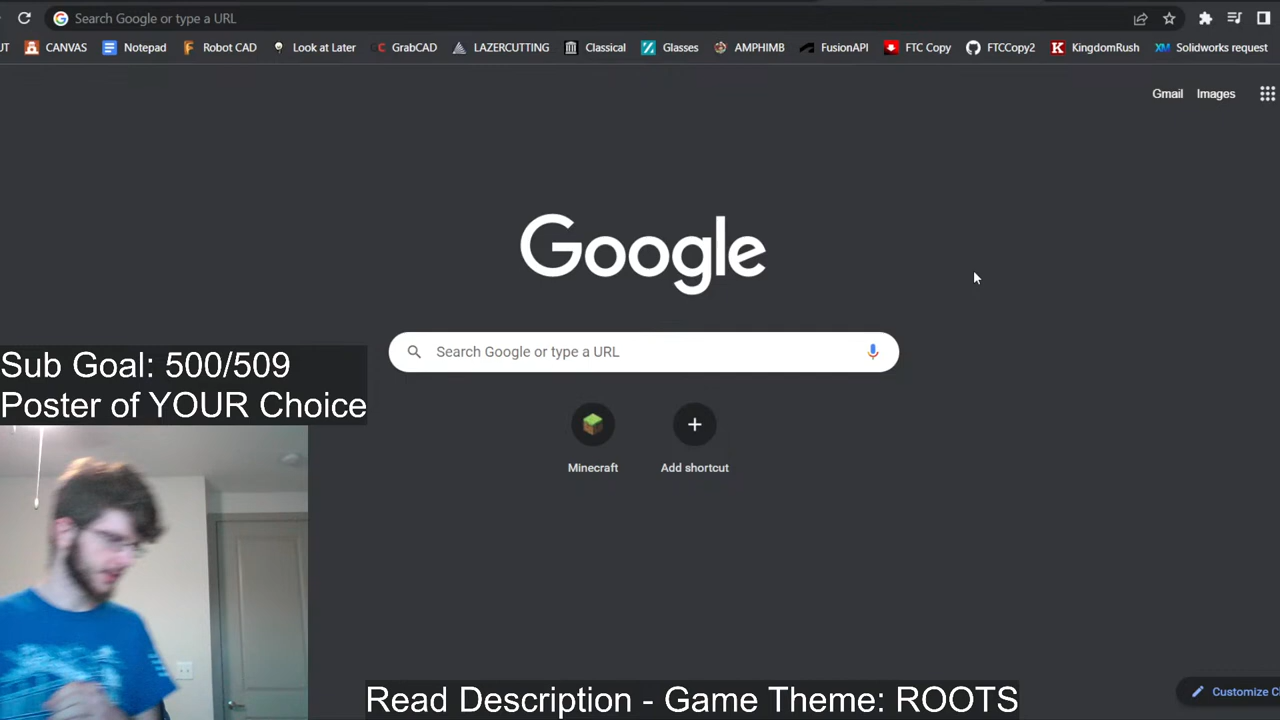 Search Google or type a URL
UT CANVAS Notepad Robot CAD Look at Later GrabCAD LAZERCUTTING Classical Glasses AMPHIMB FusionAPI FTC Copy FTCCopy2 KingdomRush Solidworks request
Gmail Images
Google
Search Google or type a URL
Minecraft Add shortcut
Sub Goal: 500/509
Poster of YOUR Choice
Read Description - Game Theme: ROOTS
Customize C